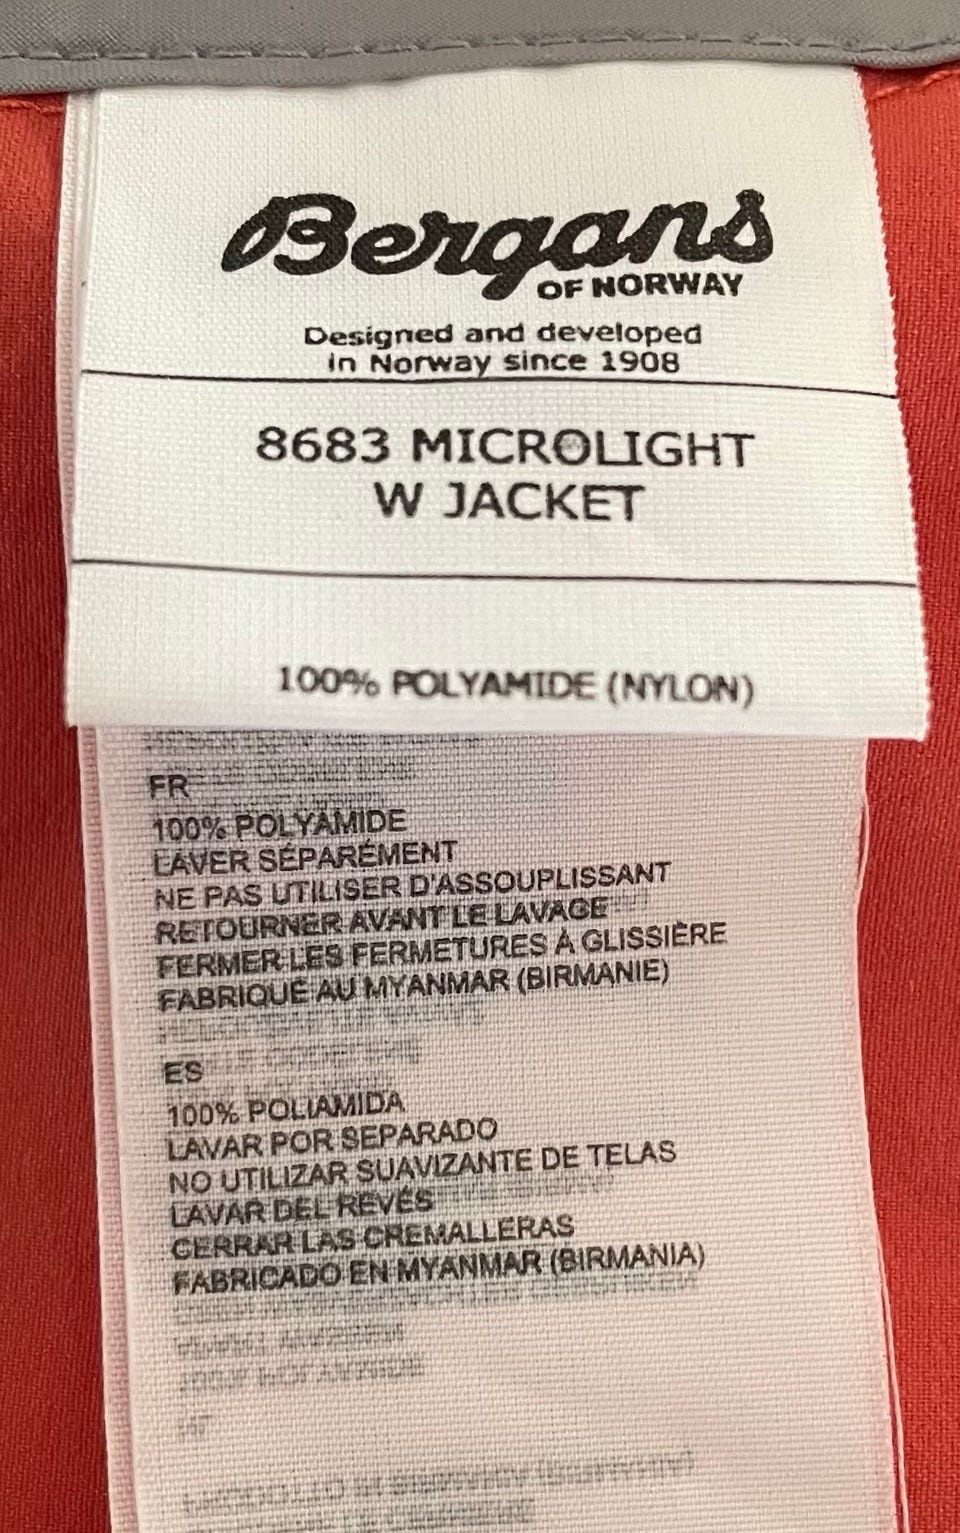 Bergans
OF NORWAY
Designed and developed
in Norway since 1908
8683 MICROLIGHT
W JACKET
100% POLYAMIDE (NYLON)
FR
100% POLYAMIDE
LAVER SÉPARÉMENT
NE PAS UTILISER D'ASSOUPLISSANT
RETOURNER AVANT LE LAVAGE
FERMER LES FERMETURES À GLISSIÈRE
FABRIQUÉ AU MYANMAR (BIRMANIE)
ES
100% POLIAMIDA
LAVAR POR SEPARADO
NO UTILIZAR SUAVIZANTE DE TELAS
LAVAR DEL REVÉS
CERRAR LAS CREMALLERAS
FABRICADO EN MYANMAR (BIRMANIA)